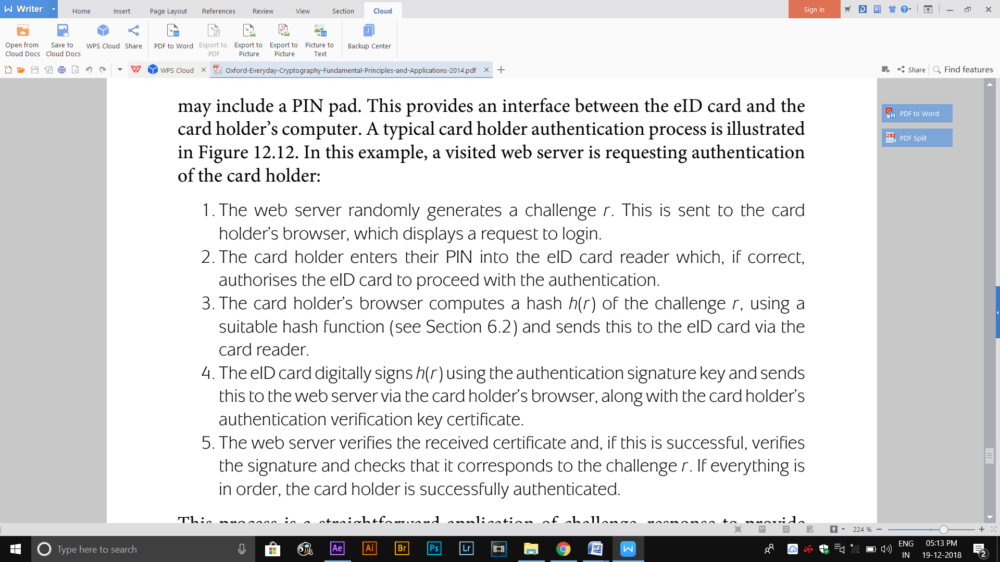 Writer
Home Insert Page Layout References Review View Section Cloud
Sign in
Open from Cloud Docs
Save to Cloud Docs
WPS Cloud
Share
PDF to Word
Export to PDF
Export to Picture
Export to Picture
Picture to Text
Backup Center
WPS Cloud
Oxford-Everyday-Cryptography-Fundamental-Principles-and-Applications-2014.pdf
Share
Find features
may include a PIN pad. This provides an interface between the eID card and the
card holder’s computer. A typical card holder authentication process is illustrated
in Figure 12.12. In this example, a visited web server is requesting authentication
of the card holder:
1. The web server randomly generates a challenge r. This is sent to the card
holder’s browser, which displays a request to login.
2. The card holder enters their PIN into the eID card reader which, if correct,
authorises the eID card to proceed with the authentication.
3. The card holder’s browser computes a hash h(r) of the challenge r, using a
suitable hash function (see Section 6.2) and sends this to the eID card via the
card reader.
4. The eID card digitally signs h(r) using the authentication signature key and sends
this to the web server via the card holder’s browser, along with the card holder’s
authentication verification key certificate.
5. The web server verifies the received certificate and, if this is successful, verifies
the signature and checks that it corresponds to the challenge r. If everything is
in order, the card holder is successfully authenticated.
This process is a straightforward application of challenge–response to provide
PDF to Word
PDF Split
224 %
Type here to search
Ae
Ai
Br
Ps
Lr
ENG
IN
05:13 PM
19-12-2018
2